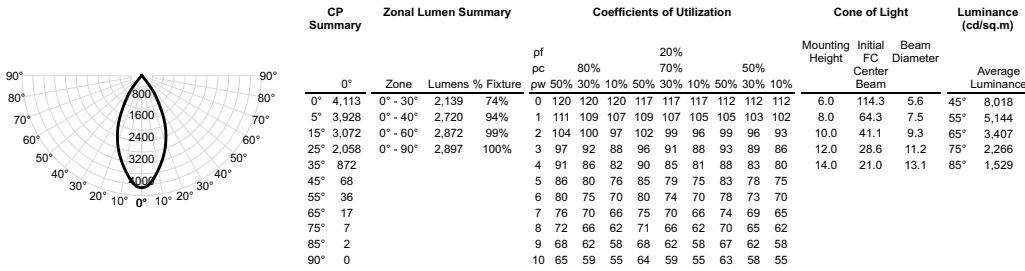 CP Summary Zonal Lumen Summary Coefficients of Utilization Cone of Light Luminance (cd/sq.m)
ρf 20%
ρc 80% 70% 50%
Mounting Height Initial FC Center Beam Beam Diameter Average Luminance
0° Zone Lumens % Fixture ρw 50% 30% 10% 50% 30% 10% 50% 30% 10%
0° 4,113 0° - 30° 2,139 74% 0 120 120 120 117 117 117 112 112 112 6.0 114.3 5.6 45° 8,018
5° 3,928 0° - 40° 2,720 94% 1 111 109 107 109 107 105 105 103 102 8.0 64.3 7.5 55° 5,144
15° 3,072 0° - 60° 2,872 99% 2 104 100 97 102 99 96 99 96 93 10.0 41.1 9.3 65° 3,407
25° 2,058 0° - 90° 2,897 100% 3 97 92 88 96 91 88 93 89 86 12.0 28.6 11.2 75° 2,266
35° 872 4 91 86 82 90 85 81 88 83 80 14.0 21.0 13.1 85° 1,529
45° 68 5 86 80 76 85 79 75 83 78 75
55° 36 6 80 75 70 80 74 70 78 73 70
65° 17 7 76 70 66 75 70 66 74 69 65
75° 7 8 72 66 62 71 66 62 70 65 62
85° 2 9 68 62 58 68 62 58 67 62 58
90° 0 10 65 59 55 64 59 55 63 58 55
90° 90°
80° 800 80°
70° 1600 70°
60° 2400 60°
50° 3200 50°
40° 4000 40°
30° 20° 10° 0° 10° 20° 30°